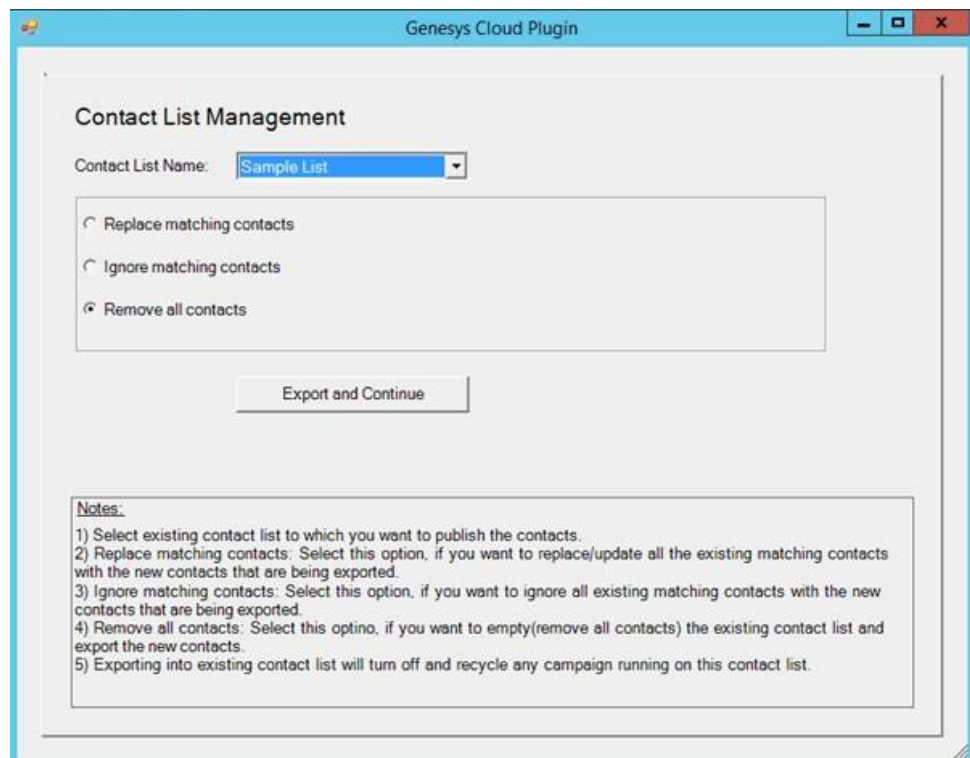 Genesys Cloud Plugin
Contact List Management
Contact List Name: Sample List
Replace matching contacts
Ignore matching contacts
Remove all contacts
Export and Continue
Notes:
1) Select existing contact list to which you want to publish the contacts.
2) Replace matching contacts: Select this option, if you want to replace/update all the existing matching contacts
with the new contacts that are being exported.
3) Ignore matching contacts: Select this option, if you want to ignore all existing matching contacts with the new
contacts that are being exported.
4) Remove all contacts: Select this optino, if you want to empty(remove all contacts) the existing contact list and
export the new contacts.
5) Exporting into existing contact list will turn off and recycle any campaign running on this contact list.